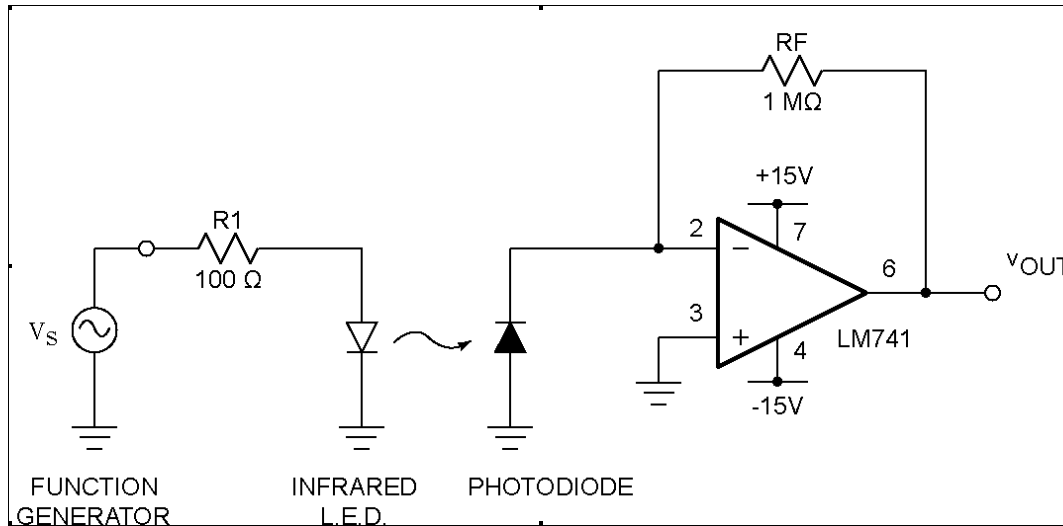 RF
1 MΩ
+15V
7
2
−
R1
100 Ω
6
vOUT
3
+
VS
LM741
4
-15V
FUNCTION
GENERATOR
INFRARED
L.E.D.
PHOTODIODE